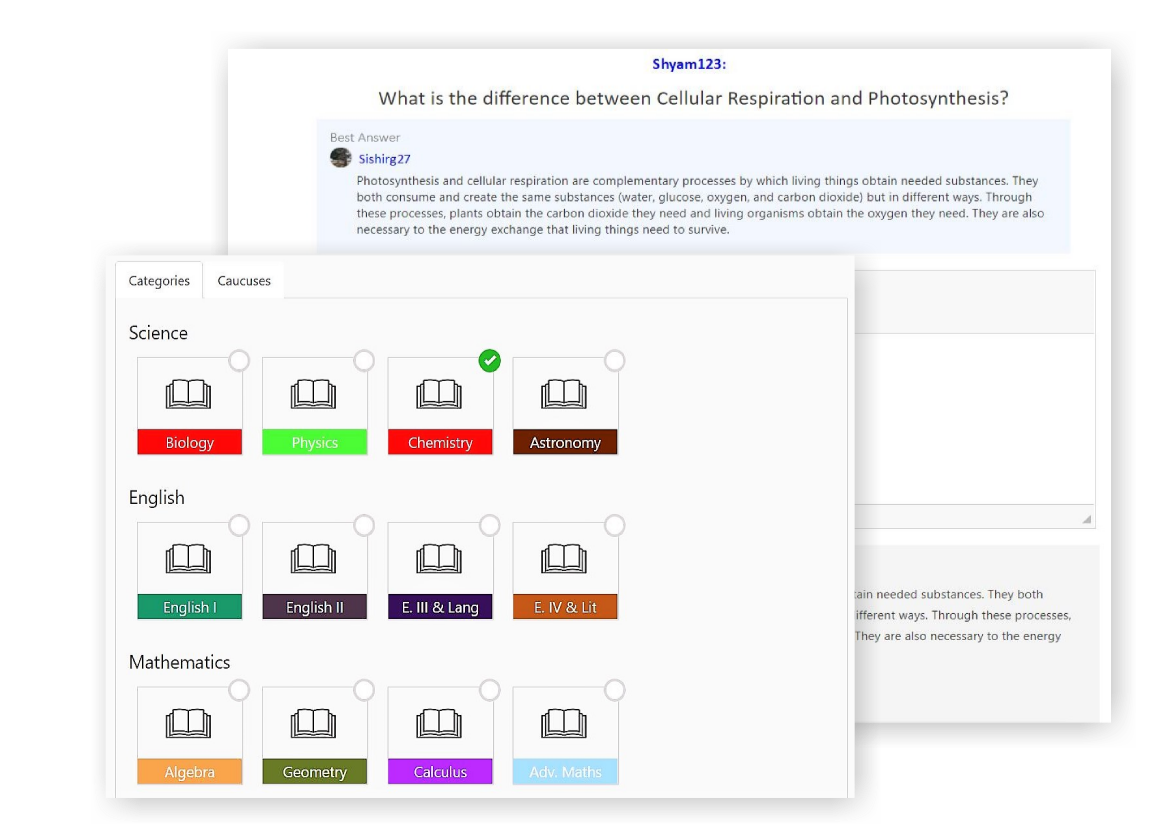 Shyam123:
What is the difference between Cellular Respiration and Photosynthesis?
Best Answer
Sishirg27
Photosynthesis and cellular respiration are complementary processes by which living things obtain needed substances. They
both consume and create the same substances (water, glucose, oxygen, and carbon dioxide) but in different ways. Through
these processes, plants obtain the carbon dioxide they need and living organisms obtain the oxygen they need. They are also
necessary to the energy exchange that living things need to survive.
Categories Caucuses
Science
Biology Physics Chemistry Astronomy
English
English I English II E. III & Lang E. IV & Lit
Mathematics
Algebra Geometry Calculus Adv. Maths
tain needed substances. They both
ifferent ways. Through these processes,
They are also necessary to the energy